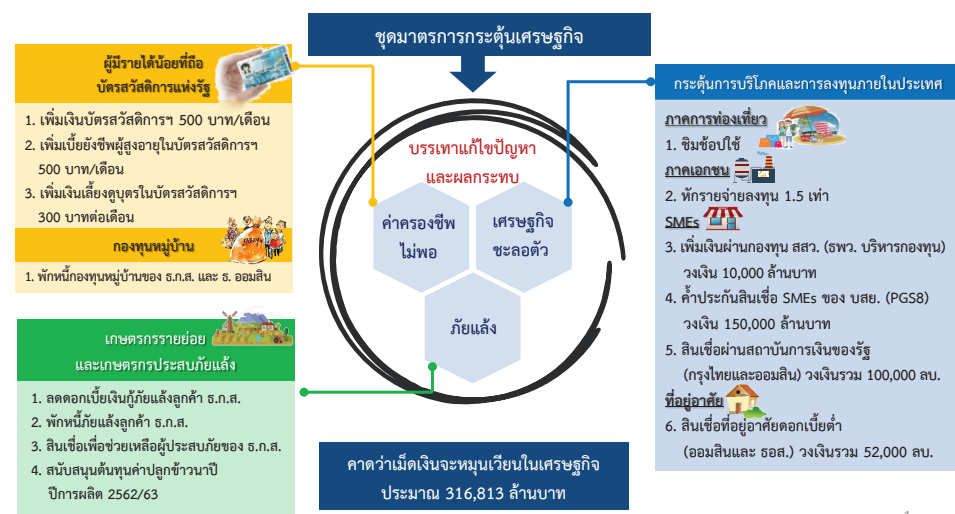 ชุดมาตรการกระตุ้นเศรษฐกิจ
ผู้มีรายได้น้อยที่ถือ
บัตรสวัสดิการแห่งรัฐ
1. เพิ่มเงินบัตรสวัสดิการฯ 500 บาท/เดือน
2. เพิ่มเบี้ยยังชีพผู้สูงอายุในบัตรสวัสดิการฯ
500 บาท/เดือน
3. เพิ่มเงินเลี้ยงดูบุตรในบัตรสวัสดิการฯ
300 บาทต่อเดือน
กองทุนหมู่บ้าน
1. พักหนี้กองทุนหมู่บ้านของ ธ.ก.ส. และ ธ. ออมสิน
เกษตรกรรายย่อย
และเกษตรกรประสบภัยแล้ง
1. ลดดอกเบี้ยเงินกู้ภัยแล้งลูกค้า ธ.ก.ส.
2. พักหนี้ภัยแล้งลูกค้า ธ.ก.ส.
3. สินเชื่อเพื่อช่วยเหลือผู้ประสบภัยของ ธ.ก.ส.
4. สนับสนุนต้นทุนค่าปลูกข้าวนาปี
ปีการผลิต 2562/63
บรรเทาแก้ไขปัญหา
และผลกระทบ
ค่าครองชีพ
ไม่พอ
เศรษฐกิจ
ชะลอตัว
ภัยแล้ง
คาดว่าเม็ดเงินจะหมุนเวียนในเศรษฐกิจ
ประมาณ 316,813 ล้านบาท
กระตุ้นการบริโภคและการลงทุนภายในประเทศ
ภาคการท่องเที่ยว
1. ชิมช้อปใช้
ภาคเอกชน
2. หักรายจ่ายลงทุน 1.5 เท่า
SMEs
3. เพิ่มเงินผ่านกองทุน สสว. (ธพว. บริหารกองทุน)
วงเงิน 10,000 ล้านบาท
4. ค้ำประกันสินเชื่อ SMEs ของ บสย. (PGS8)
วงเงิน 150,000 ล้านบาท
5. สินเชื่อผ่านสถาบันการเงินของรัฐ
(กรุงไทยและออมสิน) วงเงินรวม 100,000 ลบ.
ที่อยู่อาศัย
6. สินเชื่อที่อยู่อาศัยดอกเบี้ยต่ำ
(ออมสินและ ธอส.) วงเงินรวม 52,000 ลบ.